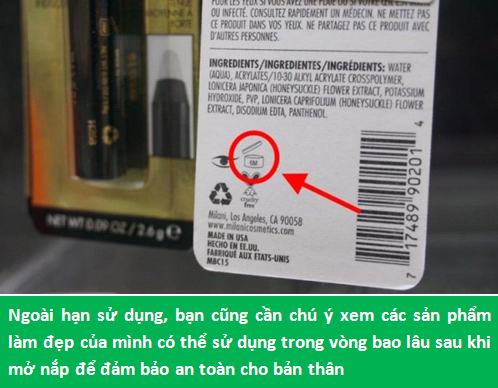 POUR LES YEUX SI VOUS AVEZ UNE PLAIE OU SI VOTRE ŒIL EST
OU INFECTÉ. CONSULTEZ RAPIDEMENT UN MÉDECIN. NE METTEZ PAS
CE PRODUIT DANS VOS YEUX. NE PARTAGEZ PAS CE PRODUIT AVEC
D'AUTRES PERSONNES.
INGREDIENTS/INGREDIENTES/INGRÉDIENTS: WATER
(AQUA), ACRYLATES/10-30 ALKYL ACRYLATE CROSSPOLYMER,
LONICERA JAPONICA (HONEYSUCKLE) FLOWER EXTRACT, POTASSIUM
HYDROXIDE, PVP, LONICERA CAPRIFOLIUM (HONEYSUCKLE) FLOWER
EXTRACT, DISODIUM EDTA, PANTHENOL.
6M
cruelty
free
Milani, Los Angeles, CA 90058
www.milanicosmetics.com
MADE IN USA
HECHO EN EE.UU.
FABRIQUÉ AUX ETATS-UNIS
MBC15
7 17489 90201 4
NET WT 0.09 OZ / 2.6g e
Ngoài hạn sử dụng, bạn cũng cần chú ý xem các sản phẩm
làm đẹp của mình có thể sử dụng trong vòng bao lâu sau khi
mở nắp để đảm bảo an toàn cho bản thân